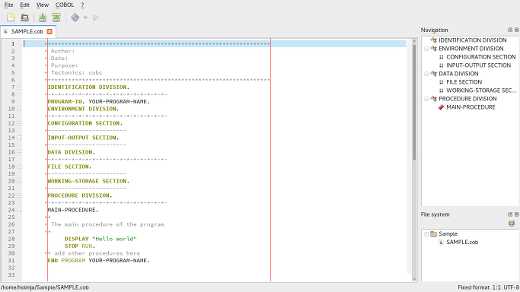 File Edit View COBOL ?
SAMPLE.cob
1 ******************************************************************
2 * Author:
3 * Date:
4 * Purpose:
5 * Tectonics: cobc
6 ******************************************************************
7 IDENTIFICATION DIVISION.
8 *-----------------------
9 PROGRAM-ID. YOUR-PROGRAM-NAME.
10 ENVIRONMENT DIVISION.
11 *-----------------------
12 CONFIGURATION SECTION.
13 *-----------------------
14 INPUT-OUTPUT SECTION.
15 *-----------------------
16 DATA DIVISION.
17 *-----------------------
18 FILE SECTION.
19 *-----------------------
20 WORKING-STORAGE SECTION.
21 *-----------------------
22 PROCEDURE DIVISION.
23 *-----------------------
24 MAIN-PROCEDURE.
25 **
26 * The main procedure of the program
27 **
28 DISPLAY "Hello world"
29 STOP RUN.
30 ** add other procedures here
31 END PROGRAM YOUR-PROGRAM-NAME.
32
33
Navigation
IDENTIFICATION DIVISION
ENVIRONMENT DIVISION
CONFIGURATION SECTION
INPUT-OUTPUT SECTION
DATA DIVISION
FILE SECTION
WORKING-STORAGE SEC...
PROCEDURE DIVISION
MAIN-PROCEDURE
File system
Sample
SAMPLE.cob
Fixed format 1:1 UTF-8